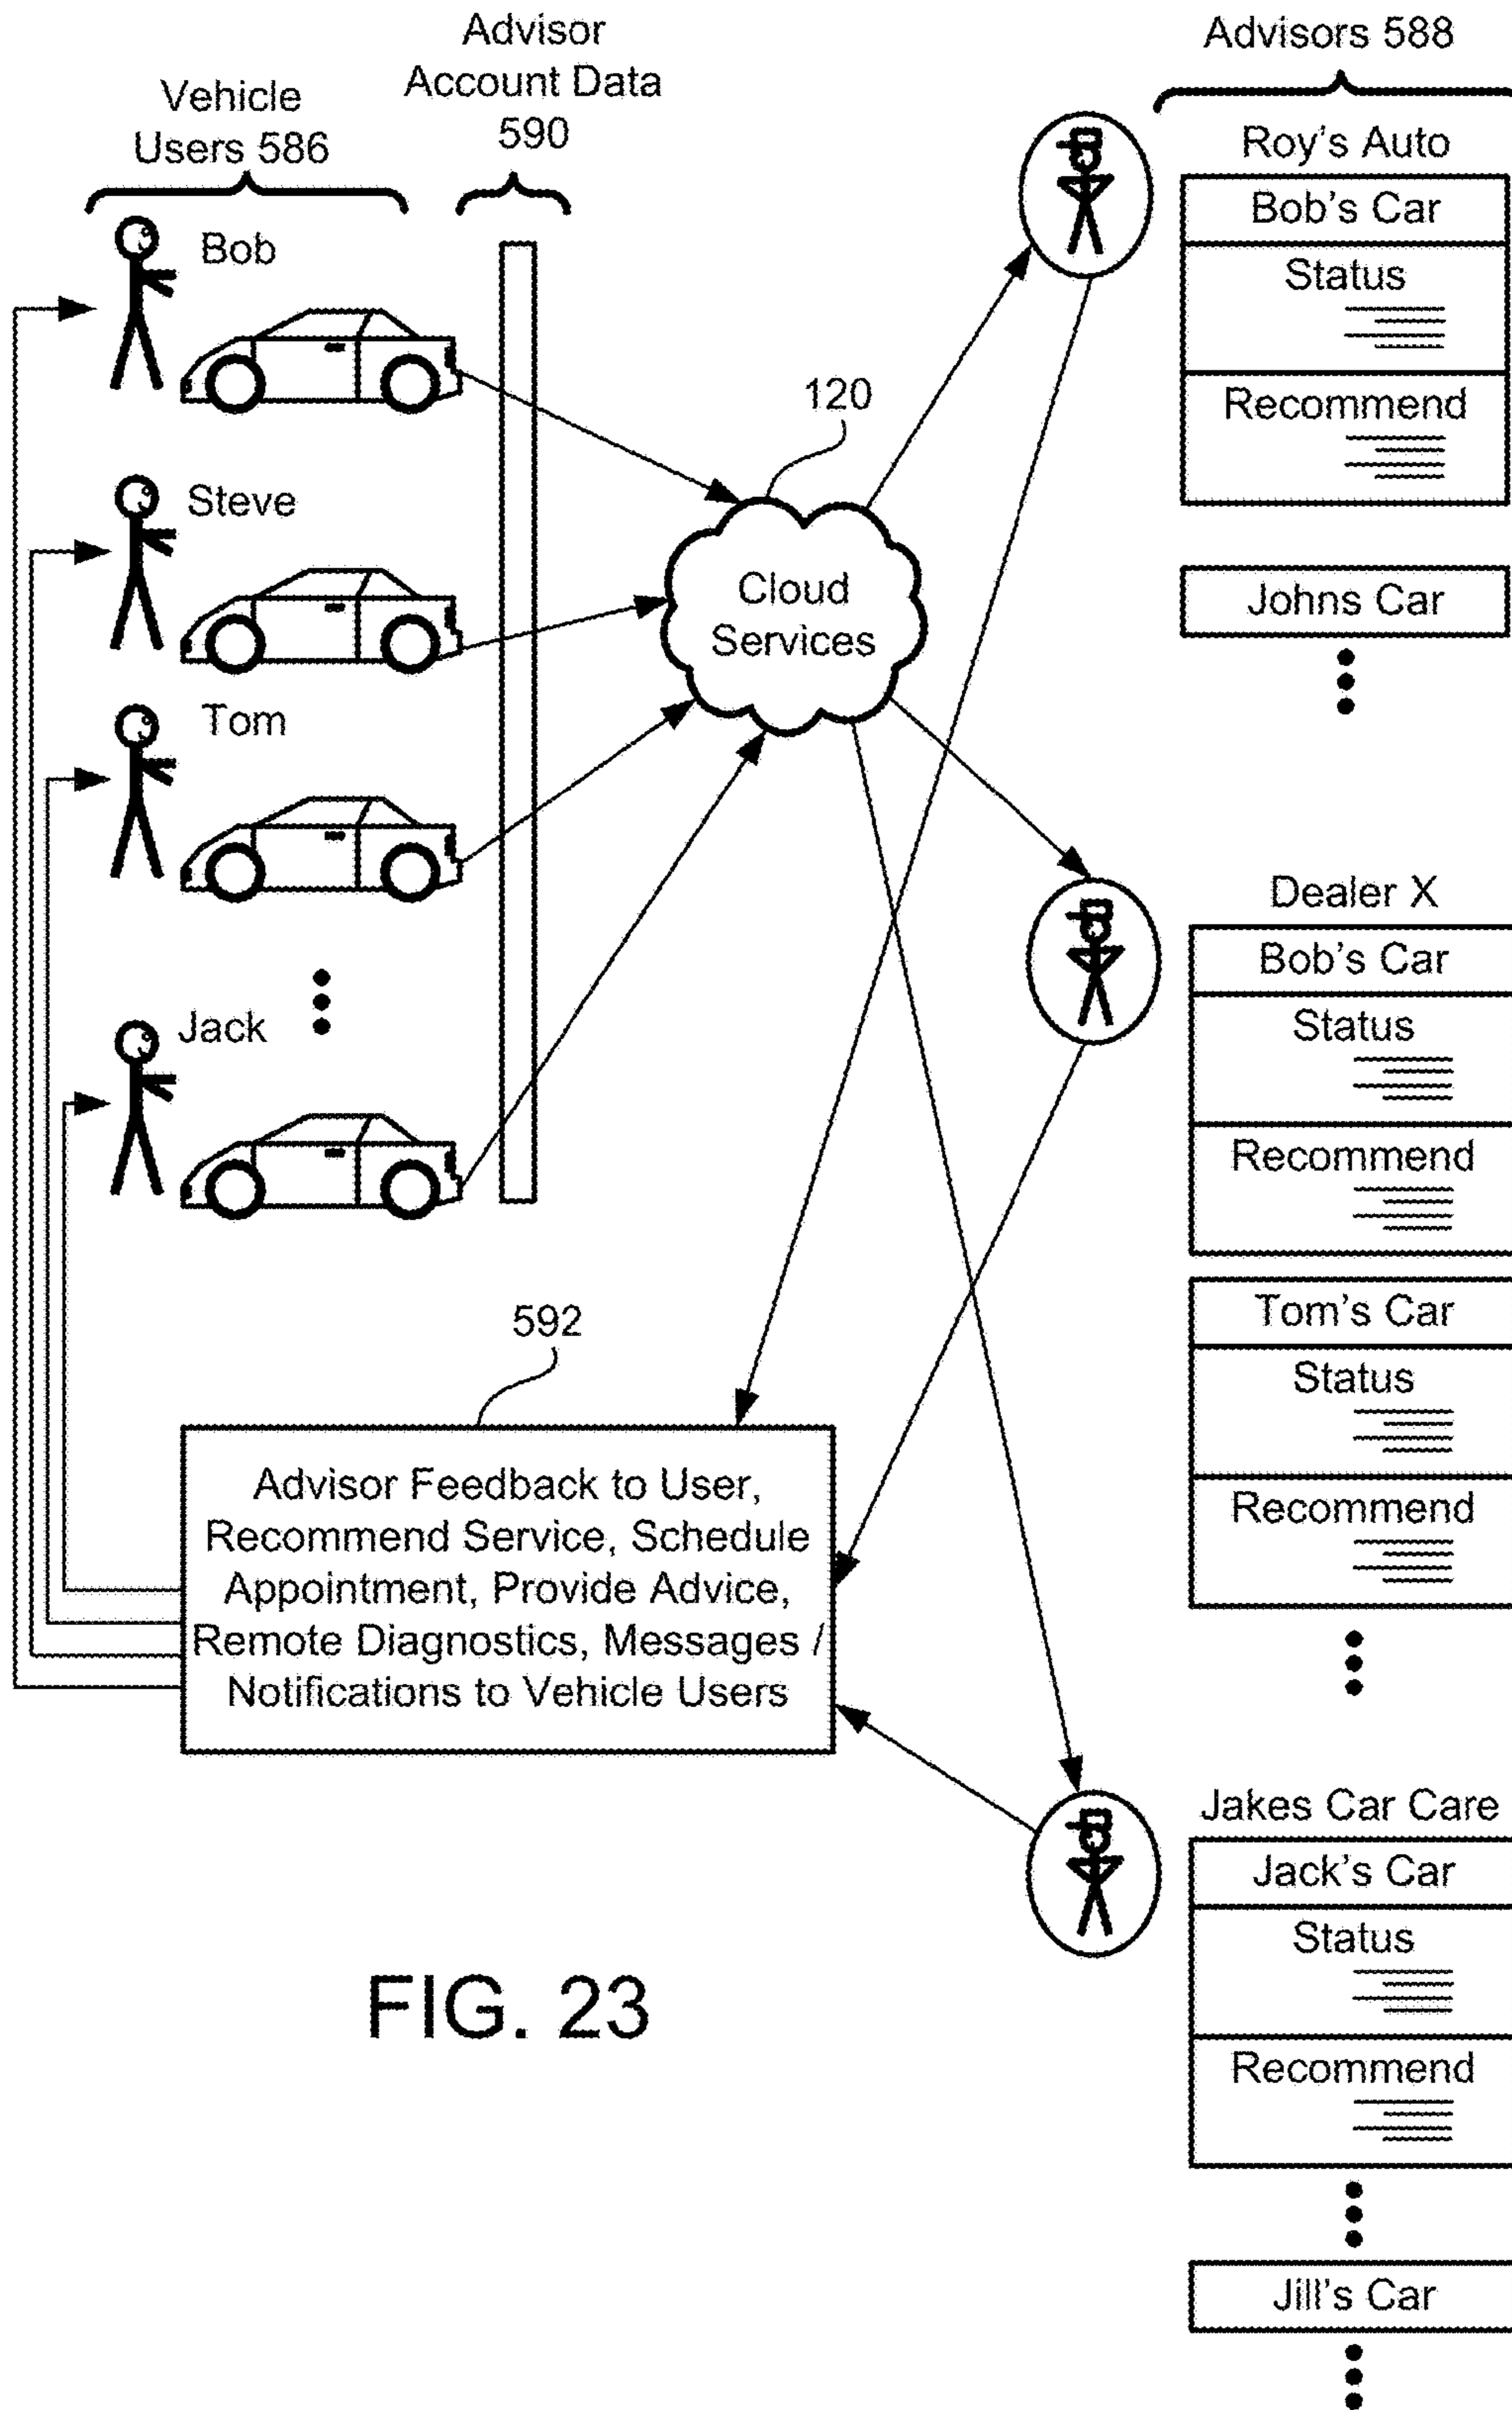 Advisor
Account Data
590
Advisors 588
Vehicle
Users 586
Bob
Steve
Tom
Jack
120
Cloud
Services
Roy's Auto
Bob's Car
Status
Recommend
Johns Car
Dealer X
Bob's Car
Status
Recommend
Tom's Car
Status
Recommend
592
Advisor Feedback to User,
Recommend Service, Schedule
Appointment, Provide Advice,
Remote Diagnostics, Messages /
Notifications to Vehicle Users
Jakes Car Care
Jack's Car
Status
Recommend
Jill's Car
FIG. 23